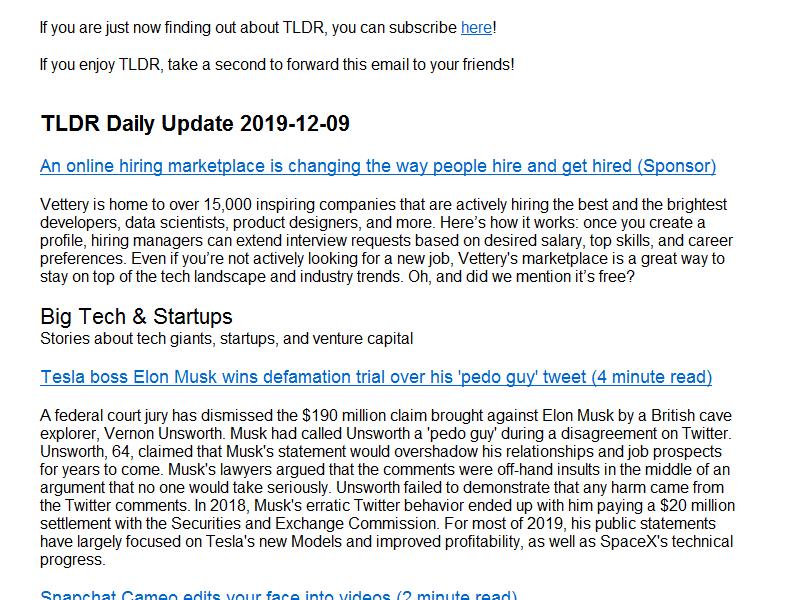 If you are just now finding out about TLDR, you can subscribe here!
If you enjoy TLDR, take a second to forward this email to your friends!
TLDR Daily Update 2019-12-09
An online hiring marketplace is changing the way people hire and get hired (Sponsor)
Vettery is home to over 15,000 inspiring companies that are actively hiring the best and the brightest
developers, data scientists, product designers, and more. Here's how it works: once you create a
profile, hiring managers can extend interview requests based on desired salary, top skills, and career
preferences. Even if you're not actively looking for a new job, Vettery's marketplace is a great way to
stay on top of the tech landscape and industry trends. Oh, and did we mention it's free?
Big Tech & Startups
Stories about tech giants, startups, and venture capital
Tesla boss Elon Musk wins defamation trial over his 'pedo guy' tweet (4 minute read)
A federal court jury has dismissed the $190 million claim brought against Elon Musk by a British cave
explorer, Vernon Unsworth. Musk had called Unsworth a 'pedo guy' during a disagreement on Twitter.
Unsworth, 64, claimed that Musk's statement would overshadow his relationships and job prospects
for years to come. Musk's lawyers argued that the comments were off-hand insults in the middle of an
argument that no one would take seriously. Unsworth failed to demonstrate that any harm came from
the Twitter comments. In 2018, Musk's erratic Twitter behavior ended up with him paying a $20 million
settlement with the Securities and Exchange Commission. For most of 2019, his public statements
have largely focused on Tesla's new Models and improved profitability, as well as SpaceX's technical
progress.
Snapchat Cameo edits your face into videos (2 minute read)